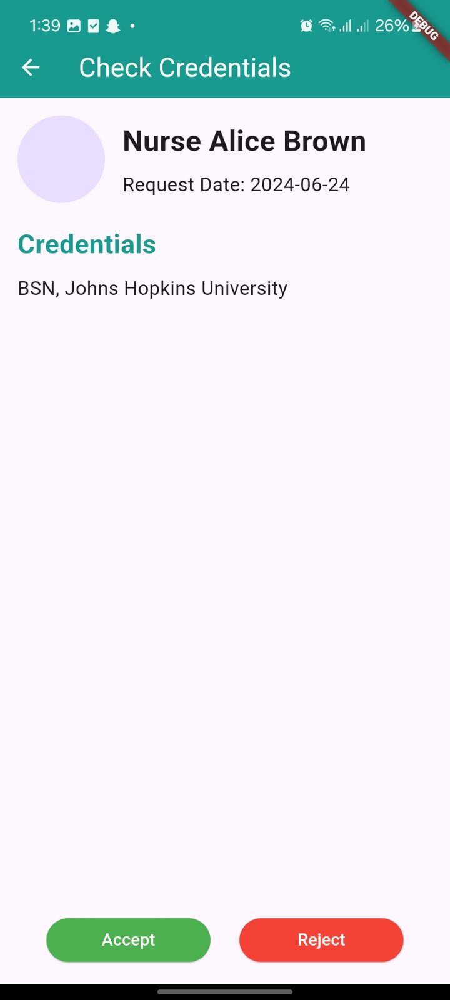 1:39
26%
DEBUG
Check Credentials
Nurse Alice Brown
Request Date: 2024-06-24
Credentials
BSN, Johns Hopkins University
Accept
Reject